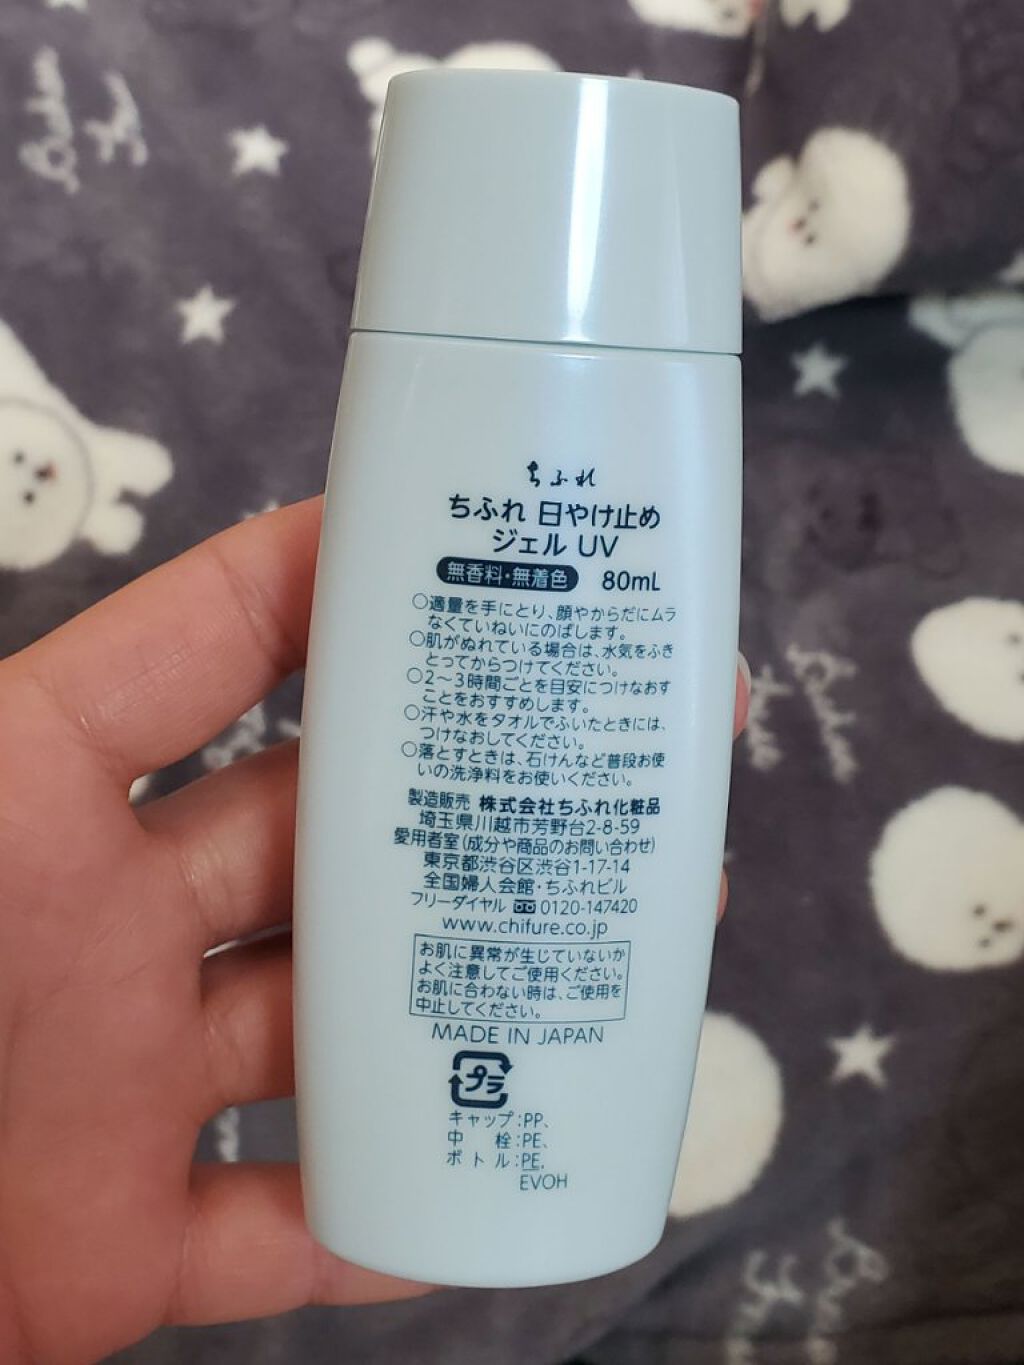 ちふれ
ちふれ 日やけ止め
ジェル UV
無香料・無着色 80mL
○適量を手にとり、顔やからだにムラ
なくていねいにのばします。
○肌がぬれている場合は、水気をふき
とってからつけてください。
○2〜3時間ごとを目安につけなおす
ことをおすすめします。
○汗や水をタオルでふいたときには、
つけなおしてください。
○落とすときは、石けんなど普段お使
いの洗浄料をお使いください。
製造販売 株式会社ちふれ化粧品
埼玉県川越市芳野台2-8-59
愛用者室(成分や商品のお問い合わせ)
東京都渋谷区渋谷1-17-14
全国婦人会館・ちふれビル
フリーダイヤル 0120-147420
www.chifure.co.jp
お肌に異常が生じていないか
よく注意してご使用ください。
お肌に合わない時は、ご使用を
中止してください。
MADE IN JAPAN
プラ
キャップ:PP、
中 栓:PE、
ボトル:PE,
EVOH